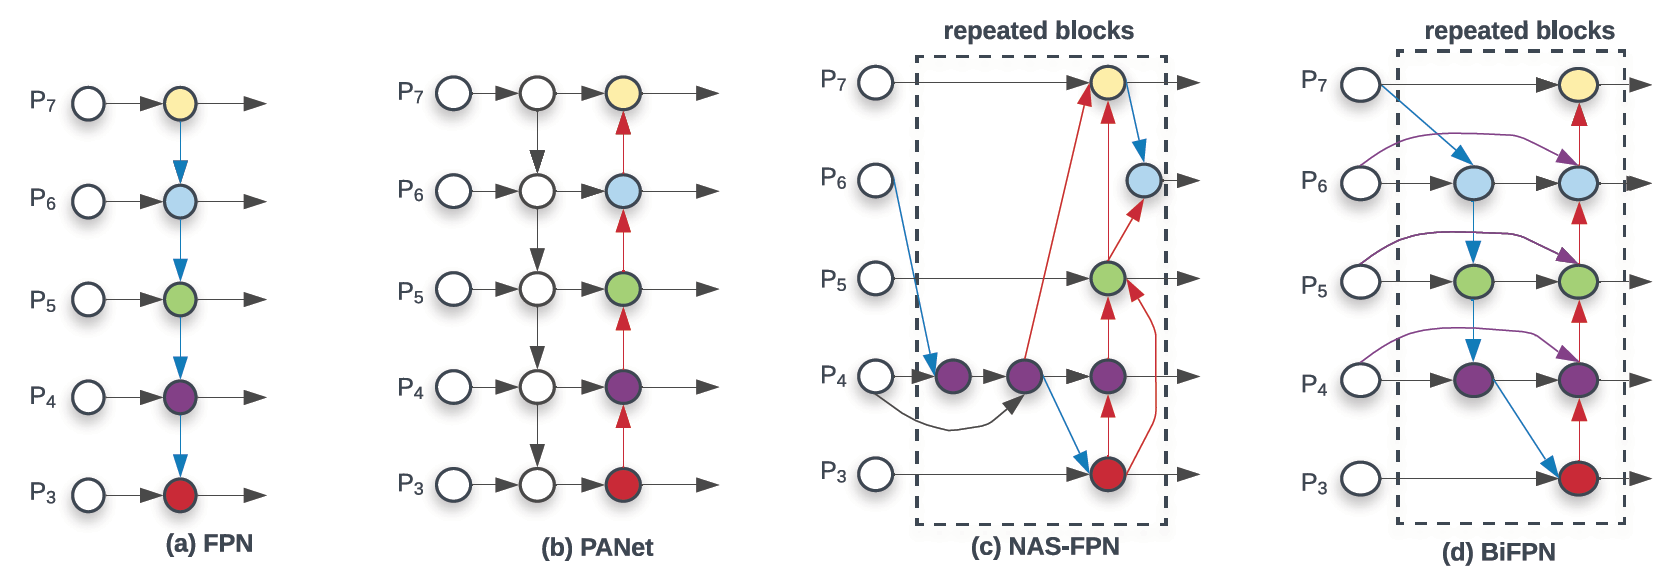 repeated blocks
repeated blocks
P7
P6
P5
P4
P3
(a) FPN
P7
P6
P5
P4
P3
(b) PANet
P7
P6
P5
P4
P3
(c) NAS-FPN
P7
P6
P5
P4
P3
(d) BiFPN